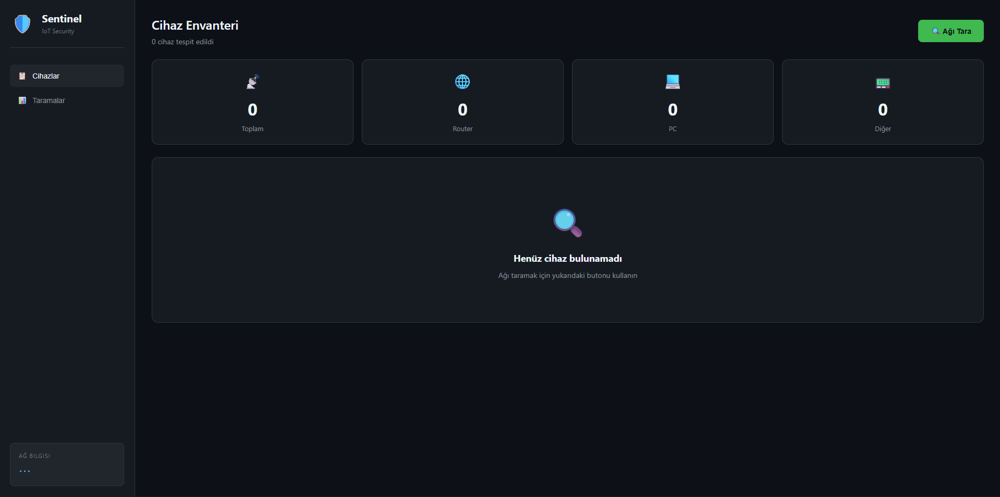 Sentinel
IoT Security
Cihazlar
Taramalar
AĞ BILGISI
...
Cihaz Envanteri
0 cihaz tespit edildi
Ağı Tara
0
Toplam
0
Router
0
PC
0
Diğer
Henüz cihaz bulunamadı
Ağı taramak için yukarıdaki butonu kullanın